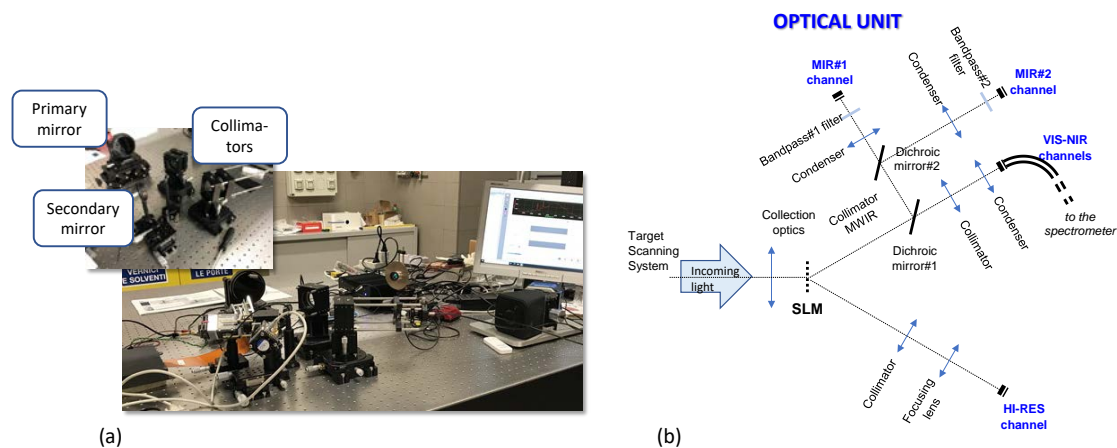 Primary
mirror
Collima-
tors
Secondary
mirror
VERNICI
E SOLVENTI
LE PORTE
(a)
OPTICAL UNIT
MIR#1
channel
Bandpass#1 filter
Condenser
Condenser
Bandpass#2
filter
MIR#2
channel
Dichroic
mirror#2
VIS-NIR
channels
Collimator
MWIR
Dichroic
mirror#1
Collimator
Condenser
to the
spectrometer
Target
Scanning
System
Incoming
light
Collection
optics
SLM
Collimator
Focusing
lens
HI-RES
channel
(b)